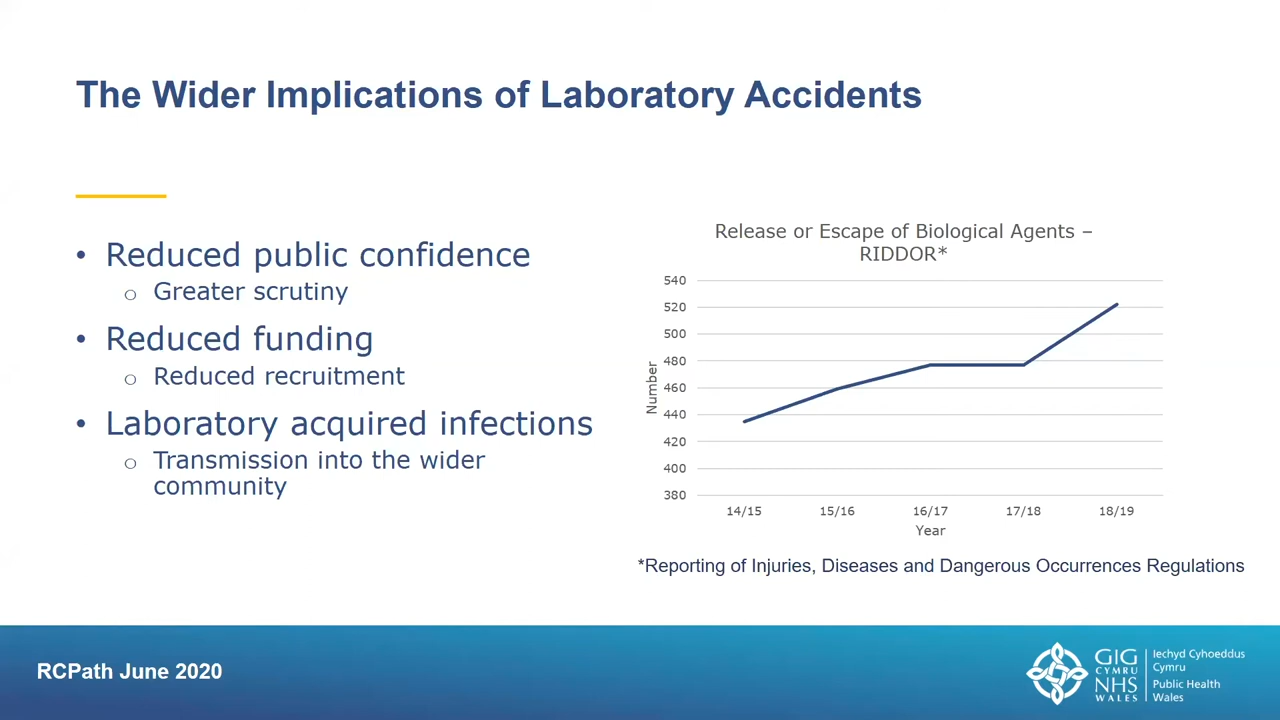 The Wider Implications of Laboratory Accidents
• Reduced public confidence
o Greater scrutiny
• Reduced funding
o Reduced recruitment
• Laboratory acquired infections
o Transmission into the wider
community
Release or Escape of Biological Agents –
RIDDOR*
540
520
500
480
460
440
420
400
380
Number
14/15 15/16 16/17 17/18 18/19
Year
*Reporting of Injuries, Diseases and Dangerous Occurrences Regulations
RCPath June 2020
GIG
CYMRU
NHS
WALES
Iechyd Cyhoeddus
Cymru
Public Health
Wales